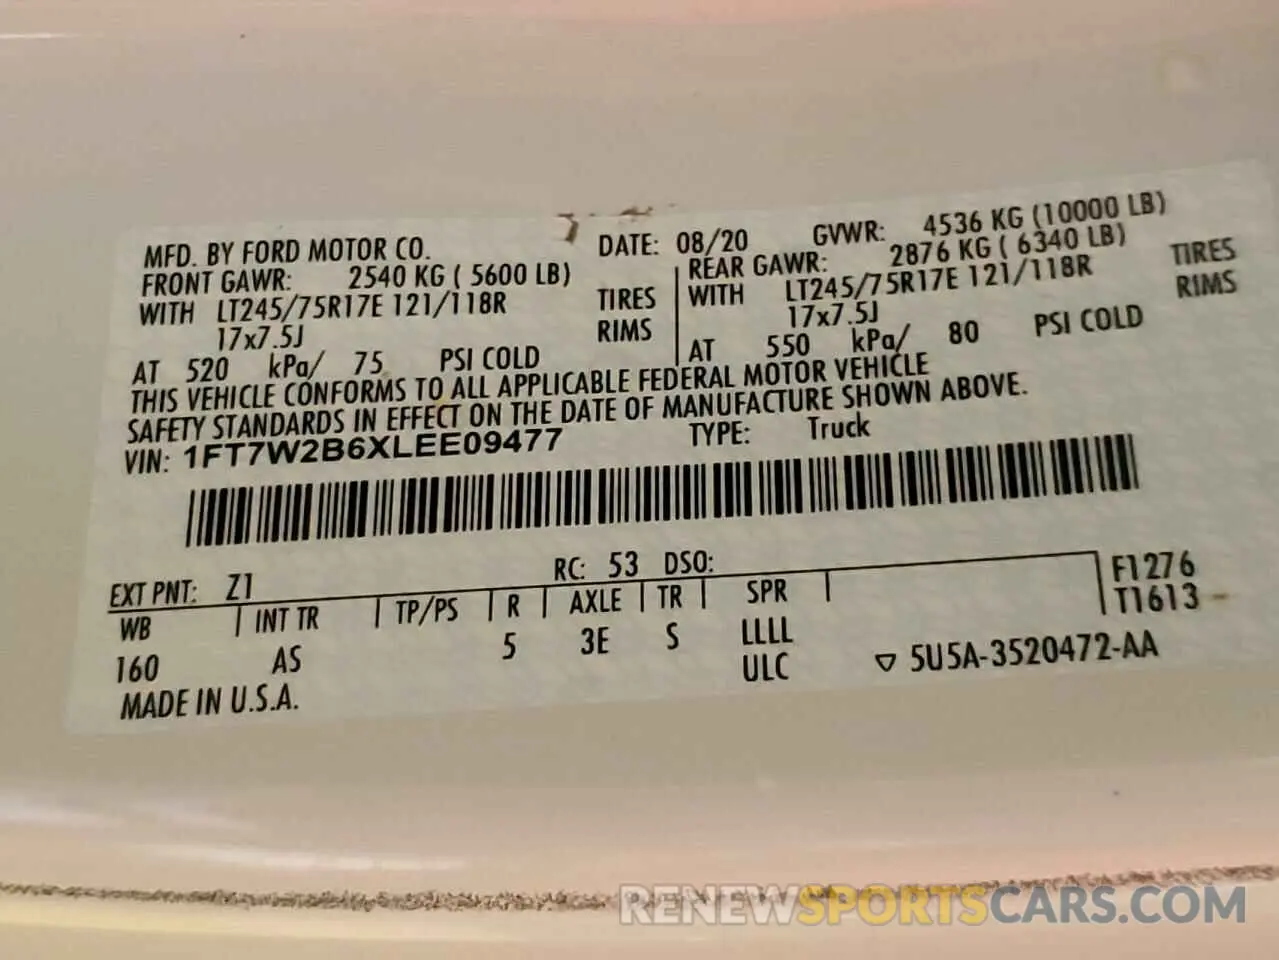 MFD. BY FORD MOTOR CO. DATE: 08/20 GVWR: 4536 KG (10000 LB)
FRONT GAWR: 2540 KG ( 5600 LB) REAR GAWR: 2876 KG ( 6340 LB)
WITH LT245/75R17E 121/118R TIRES WITH LT245/75R17E 121/118R TIRES
17x7.5J RIMS 17x7.5J RIMS
AT 520 kPa/ 75 PSI COLD AT 550 kPa/ 80 PSI COLD
THIS VEHICLE CONFORMS TO ALL APPLICABLE FEDERAL MOTOR VEHICLE
SAFETY STANDARDS IN EFFECT ON THE DATE OF MANUFACTURE SHOWN ABOVE.
VIN: 1FT7W2B6XLEE09477 TYPE: Truck
EXT PNT: Z1 RC: 53 DSO: F1276
WB INT TR TP/PS R AXLE TR SPR T1613
160 AS 5 3E S LLLL
ULC ▽ 5U5A-3520472-AA
MADE IN U.S.A.
RENEWSPORTSCARS.COM